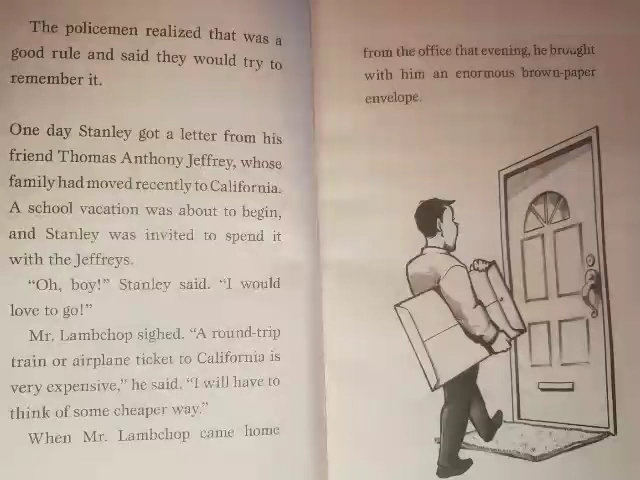 The policemen realized that was a
good rule and said they would try to
remember it.
One day Stanley got a letter from his
friend Thomas Anthony Jeffrey, whose
family had moved recently to California.
A school vacation was about to begin,
and Stanley was invited to spend it
with the Jeffreys.
“Oh, boy!” Stanley said. “I would
love to go!”
Mr. Lambchop sighed. “A round-trip
train or airplane ticket to California is
very expensive,” he said. “I will have to
think of some cheaper way.”
When Mr. Lambchop came home
from the office that evening, he brought
with him an enormous brown-paper
envelope.